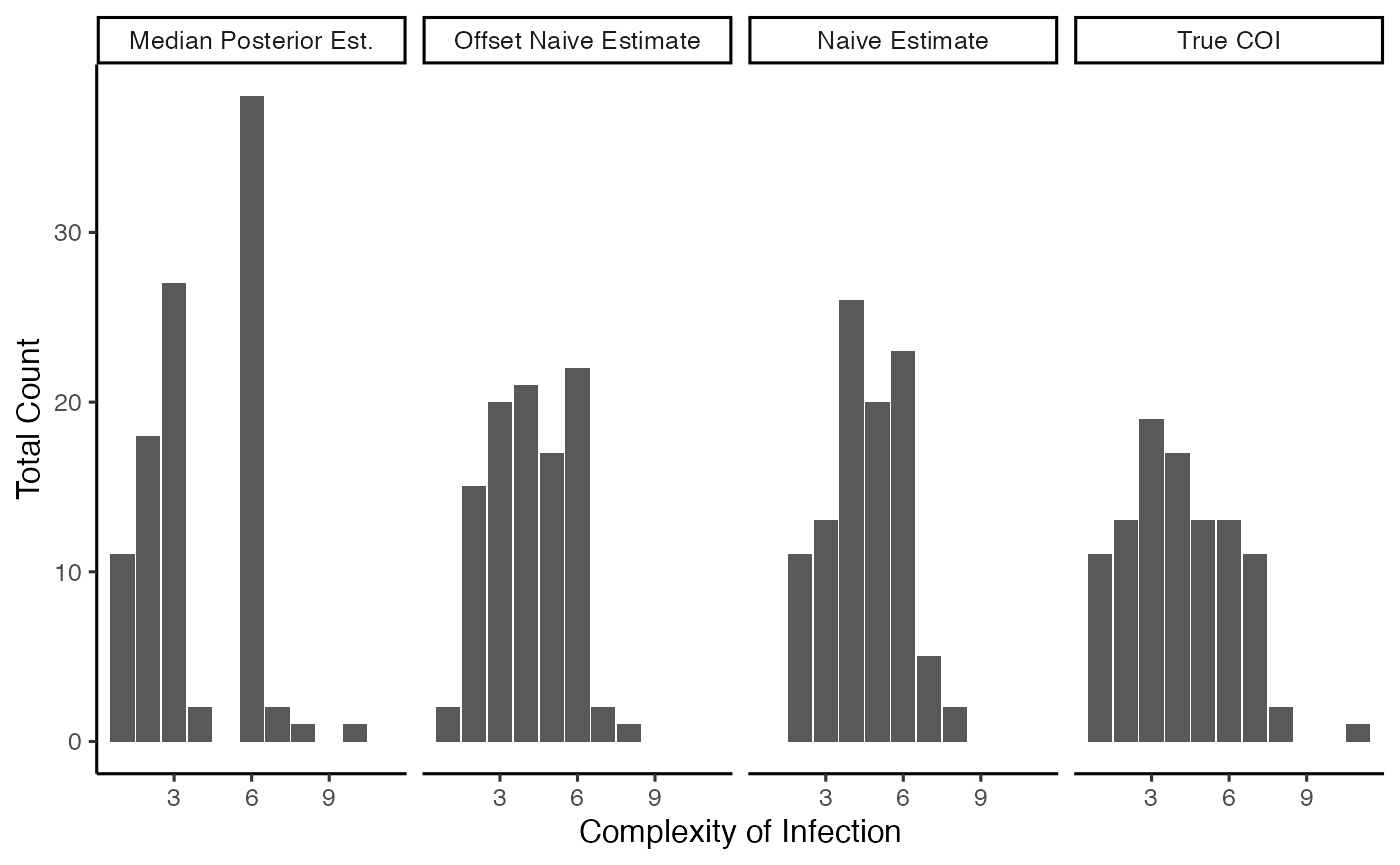 Median Posterior Est.
Offset Naive Estimate
Naive Estimate
True COI
Total Count
30
20
10
0
3 6 9
3 6 9
3 6 9
3 6 9
Complexity of Infection